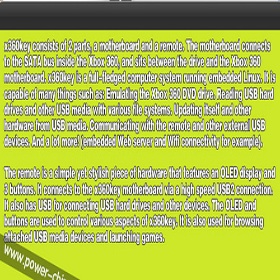 x360key consists of 2 parts, a motherboard and a remote. The motherboard connects
to the SATA bus inside the Xbox 360, and sits between the drive and the Xbox 360
motherboard. x360key is a full-fledged computer system running embedded Linux. It is
capable of many things such as: Emulating the Xbox 360 DVD drive. Reading USB hard
drives and other USB media with various file systems. Updating itself and other
hardware from USB media. Communicating with the remote and other external USB
devices. And a lot more! (embedded Web server and Wifi connectivity for example).
The remote is a simple yet stylish piece of hardware that features an OLED display and
3 buttons. It connects to the x360key motherboard via a high speed USB2 connection.
It also has USB for connecting USB hard drives and other devices. The OLED and
buttons are used to control various aspects of x360key. It is also used for browsing
attached USB media devices and launching games.